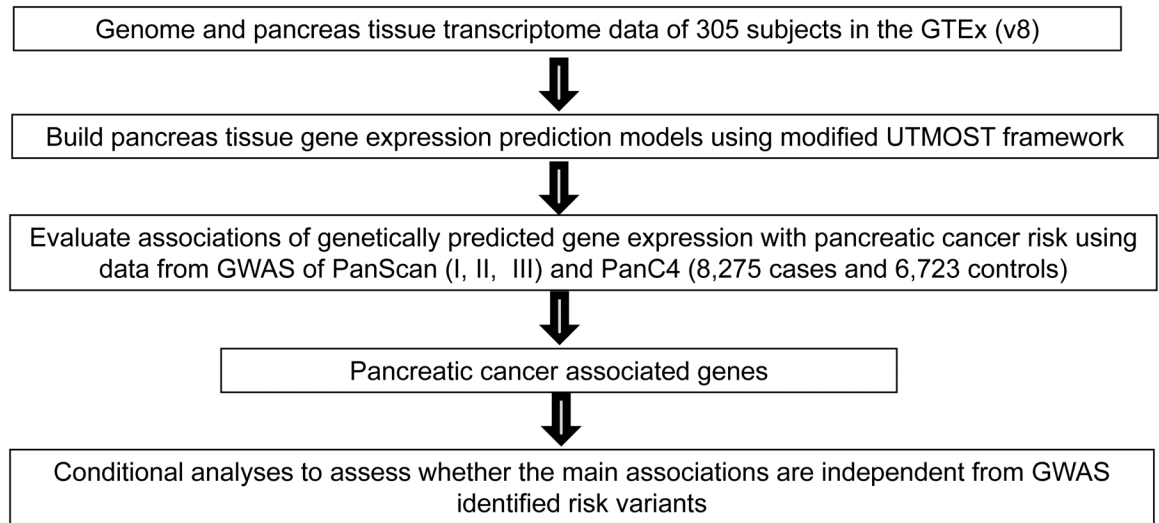 Genome and pancreas tissue transcriptome data of 305 subjects in the GTEx (v8)
Build pancreas tissue gene expression prediction models using modified UTMOST framework
Evaluate associations of genetically predicted gene expression with pancreatic cancer risk using
data from GWAS of PanScan (I, II, III) and PanC4 (8,275 cases and 6,723 controls)
Pancreatic cancer associated genes
Conditional analyses to assess whether the main associations are independent from GWAS
identified risk variants